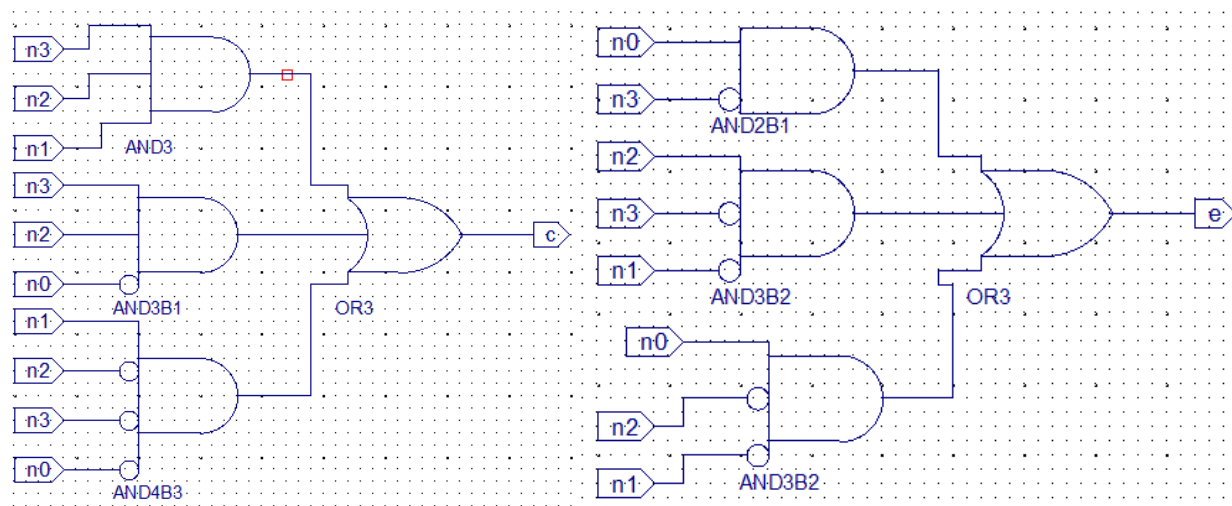 n3
n2
n1
AND3
n3
n2
n0
AND3B1
n1
n2
n3
n0
AND4B3
OR3
c
n0
n3
AND2B1
n2
n3
n1
AND3B2
n0
n2
n1
AND3B2
OR3
e